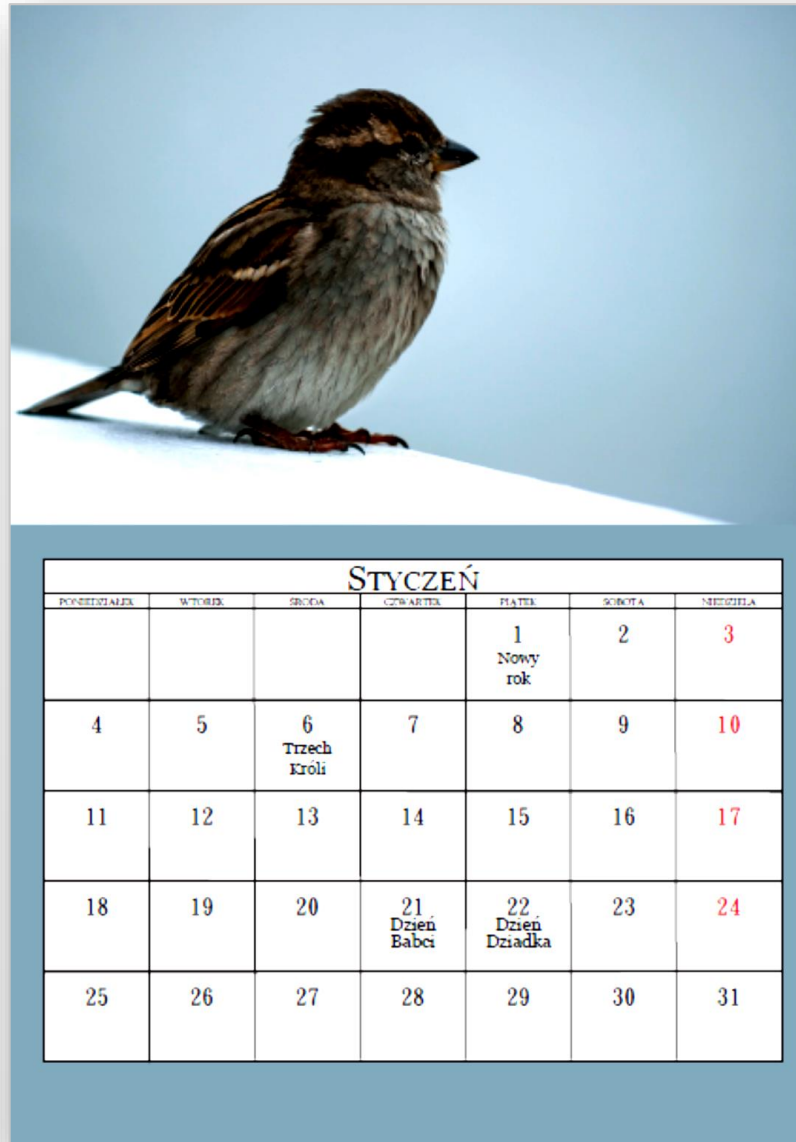 STYCZEŃ
PONIEDZIAŁEK WTOREK ŚRODA CZWARTEK PIĄTEK SOBOTA NIEDZIELA
1 2 3
Nowy
rok
4 5 6 7 8 9 10
Trzech
Króli
11 12 13 14 15 16 17
18 19 20 21 22 23 24
Dzień Dzień
Babci Dziadka
25 26 27 28 29 30 31